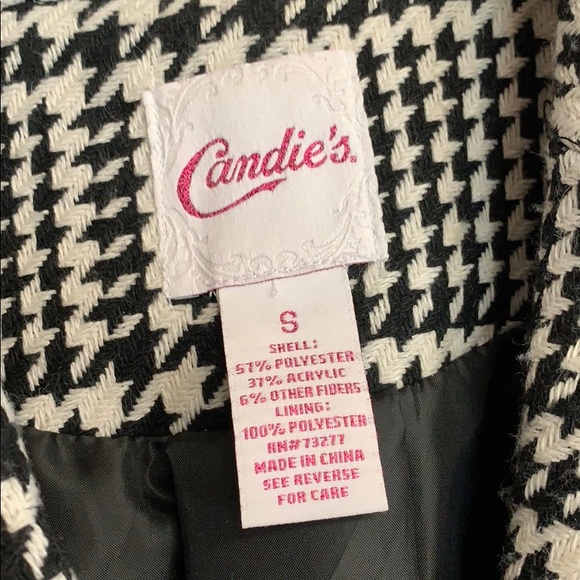 Candie's.
S
SHELL:
57% POLYESTER
37% ACRYLIC
6% OTHER FIBERS
LINING:
100% POLYESTER
RN#73277
MADE IN CHINA
SEE REVERSE
FOR CARE